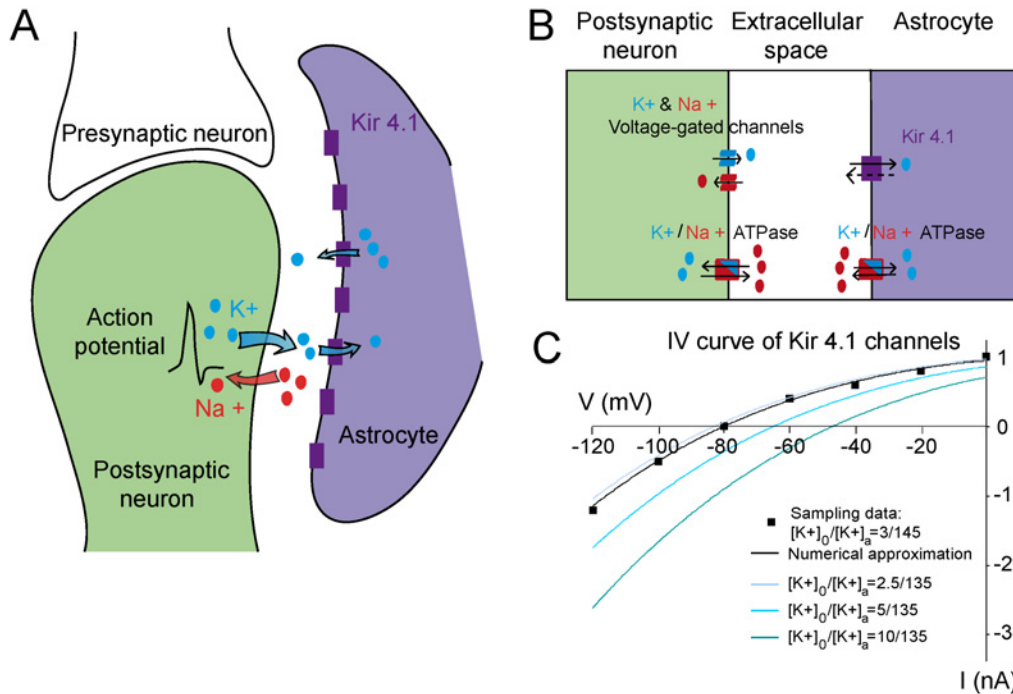 A
Presynaptic neuron
Kir 4.1
K+
Action
potential
Na +
Astrocyte
Postsynaptic
neuron
B
Postsynaptic
neuron
Extracellular
space
Astrocyte
K+ & Na +
Voltage-gated channels
Kir 4.1
K+ / Na + ATPase
K+ / Na + ATPase
C
IV curve of Kir 4.1 channels
V (mV)
1
-120 -100 -80 -60 -40 -20 0
-1
-2
-3
I (nA)
Sampling data:
[K+]0/[K+]a=3/145
Numerical approximation
[K+]0/[K+]a=2.5/135
[K+]0/[K+]a=5/135
[K+]0/[K+]a=10/135